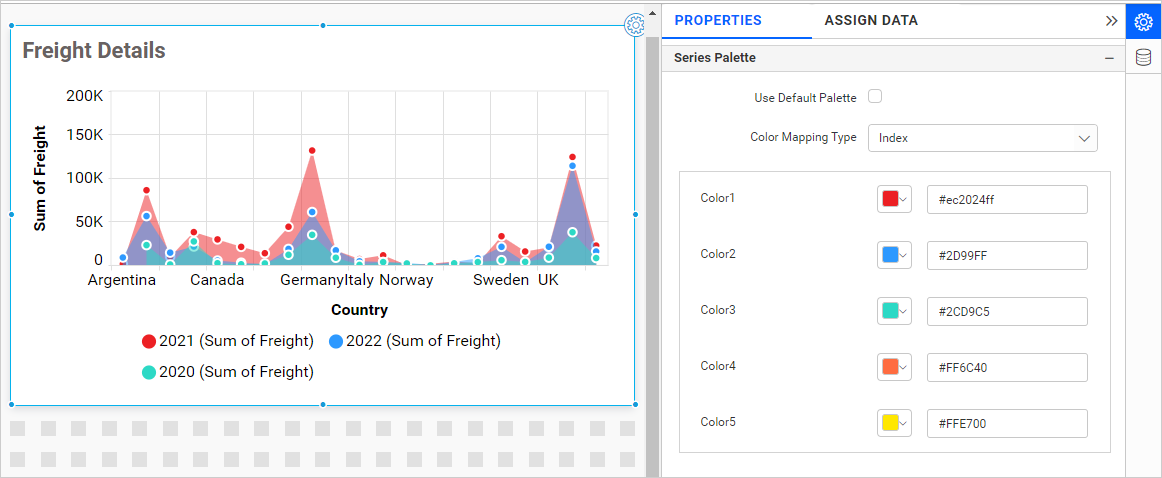 Freight Details
200K
150K
100K
50K
0
Sum of Freight
Argentina Canada Germany Italy Norway Sweden UK
Country
2021 (Sum of Freight) 2022 (Sum of Freight)
2020 (Sum of Freight)
PROPERTIES ASSIGN DATA
Series Palette
Use Default Palette
Color Mapping Type Index
Color1 #ec2024ff
Color2 #2D99FF
Color3 #2CD9C5
Color4 #FF6C40
Color5 #FFE700